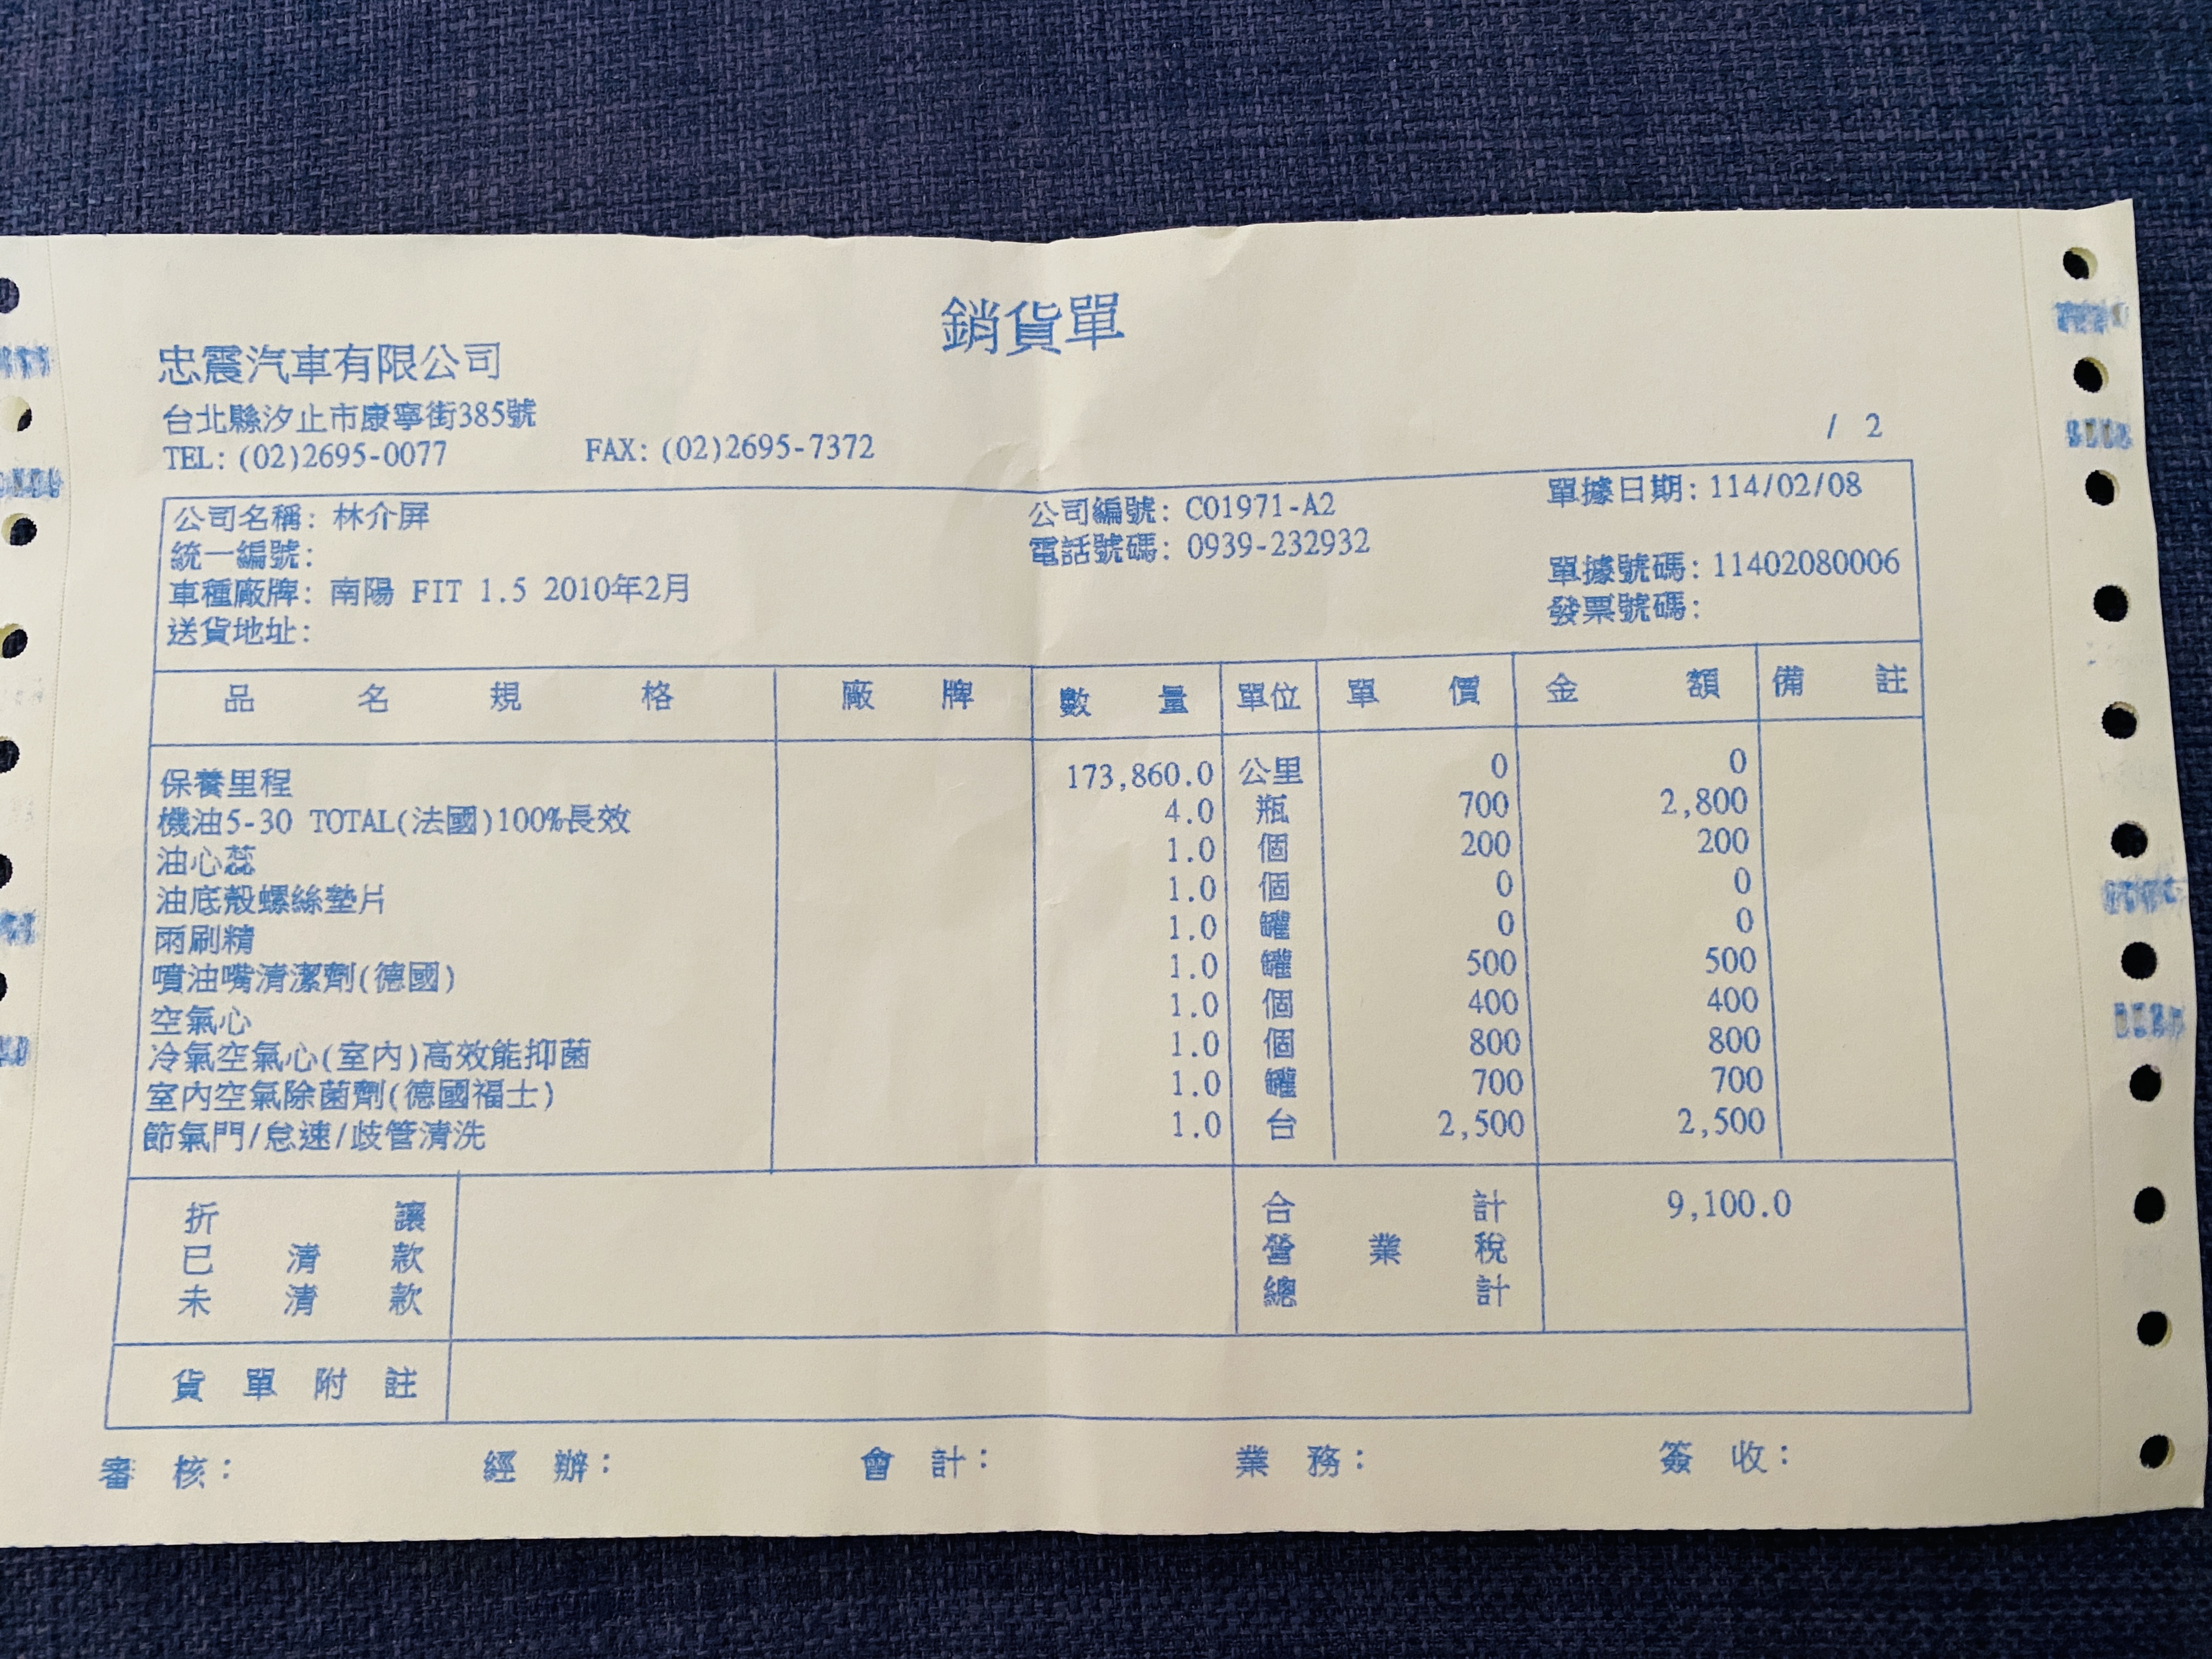 銷貨單
忠震汽車有限公司
台北縣汐止市康寧街385號
TEL: (02)2695-0077 FAX: (02)2695-7372
/ 2
公司名稱: 林介屏 公司編號: C01971-A2 單據日期: 114/02/08
統一編號: 電話號碼: 0939-232932
車種廠牌: 南陽 FIT 1.5 2010年2月 單據號碼: 11402080006
送貨地址: 發票號碼:
品名規格 廠牌 數量 單位 單價 金額 備註
保養里程 173,860.0 公里 0 0
機油5-30 TOTAL(法國)100%長效 4.0 瓶 700 2,800
油心蕊 1.0 個 200 200
油底殼螺絲墊片 1.0 個 0 0
雨刷精 1.0 罐 0 0
噴油嘴清潔劑(德國) 1.0 罐 500 500
空氣心 1.0 個 400 400
冷氣空氣心(室內)高效能抑菌 1.0 個 800 800
室內空氣除菌劑(德國福士) 1.0 罐 700 700
節氣門/怠速/歧管清洗 1.0 台 2,500 2,500
折讓 合計 9,100.0
已清款 營業稅
未清款 總計
貨單附註
審核: 經辦: 會計: 業務: 簽收: